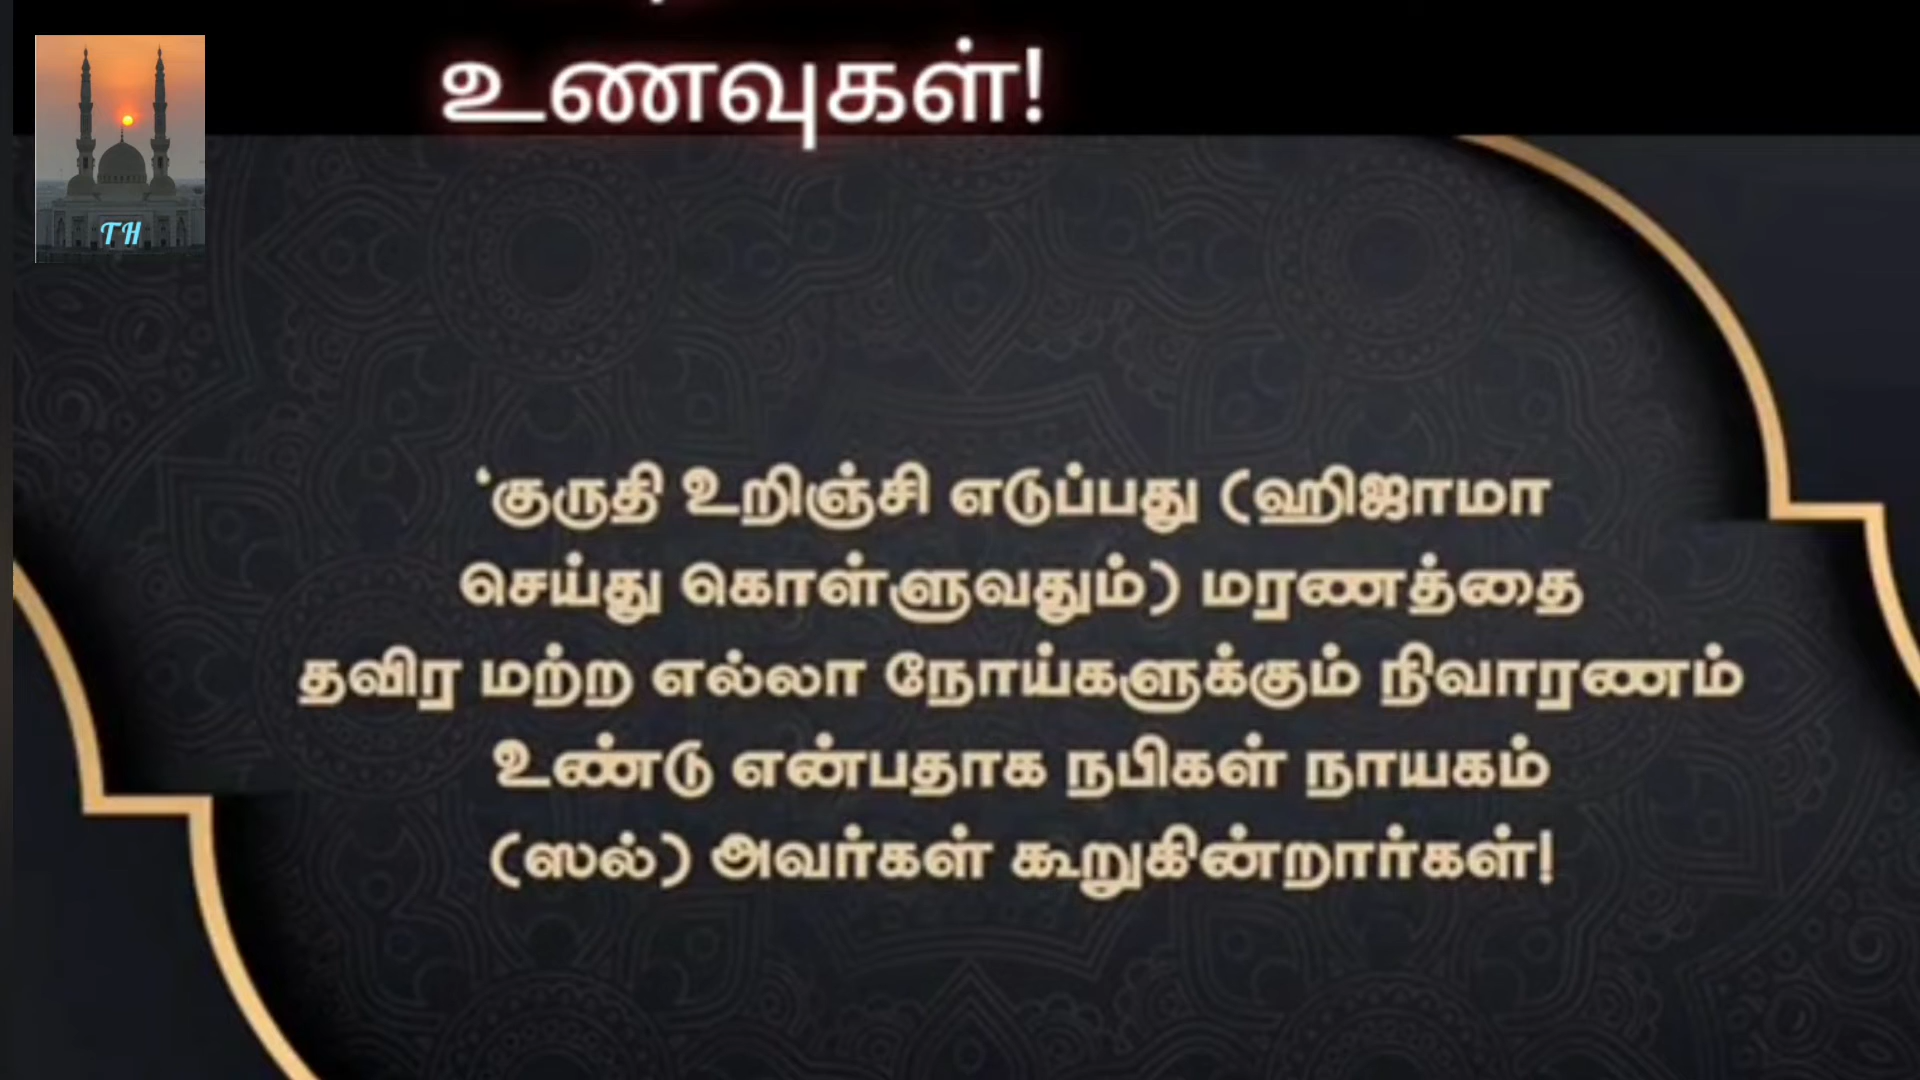 உணவுகள்!
TH
‘குருதி உறிஞ்சி எடுப்பது (ஹிஜாமா
செய்து கொள்ளுவதும்) மரணத்தை
தவிர மற்ற எல்லா நோய்களுக்கும் நிவாரணம்
உண்டு என்பதாக நபிகள் நாயகம்
(ஸல்) அவர்கள் கூறுகின்றார்கள்!